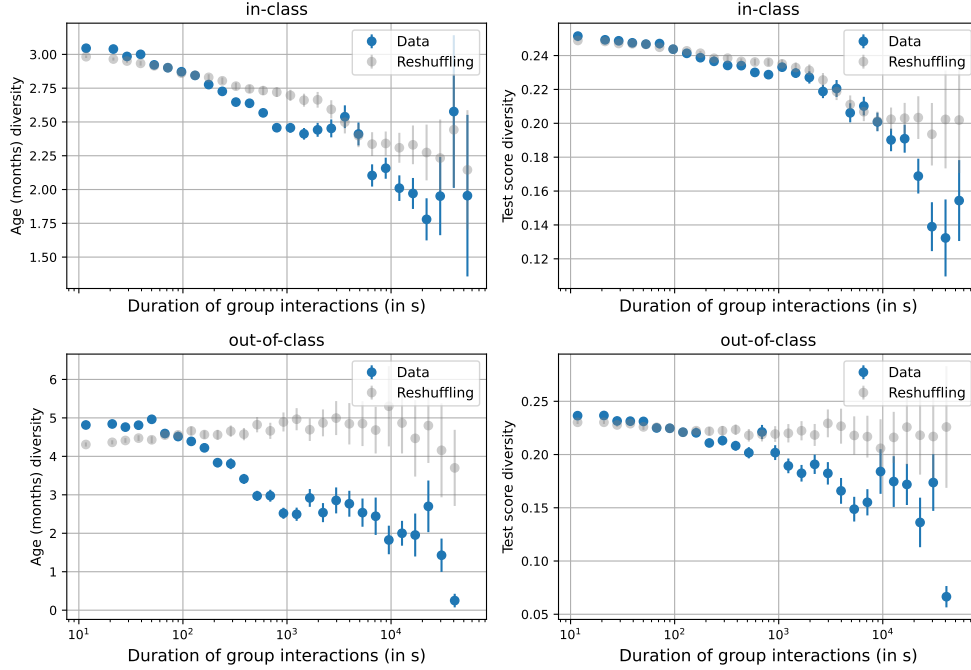 in-class
Age (months) diversity
3.00
2.75
2.50
2.25
2.00
1.75
1.50
Data
Reshuffling
Duration of group interactions (in s)
in-class
Test score diversity
0.24
0.22
0.20
0.18
0.16
0.14
0.12
Data
Reshuffling
Duration of group interactions (in s)
out-of-class
Age (months) diversity
6
5
4
3
2
1
0
Data
Reshuffling
10¹ 10² 10³ 10⁴
Duration of group interactions (in s)
out-of-class
Test score diversity
0.25
0.20
0.15
0.10
0.05
Data
Reshuffling
10¹ 10² 10³ 10⁴
Duration of group interactions (in s)